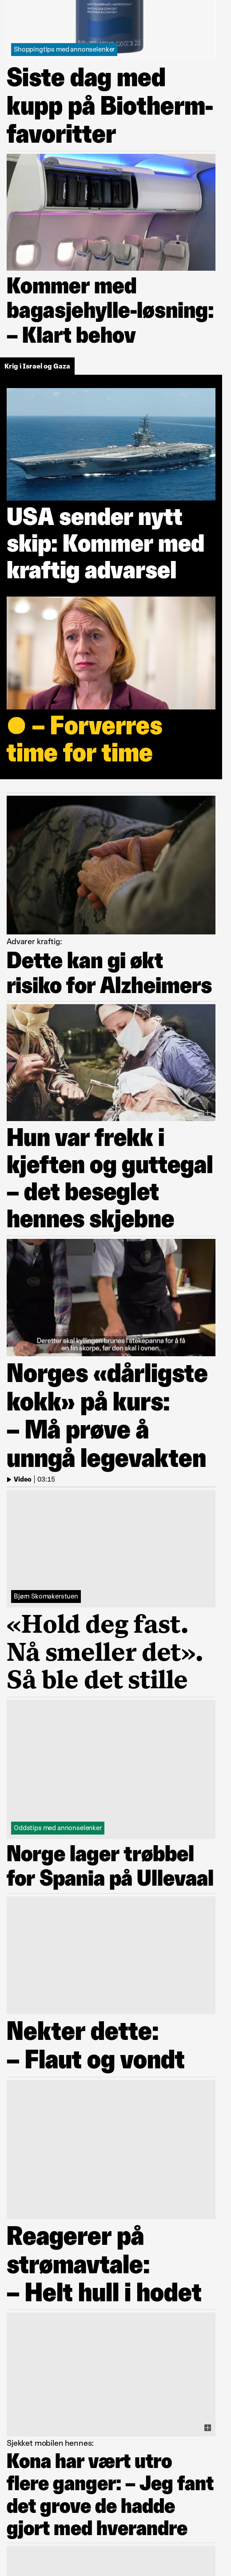 Shoppingtips med annonselenker
Siste dag med
kupp på Biotherm-
favoritter
Kommer med
bagasjehylle-løsning:
– Klart behov
Krig i Israel og Gaza
USA sender nytt
skip: Kommer med
kraftig advarsel
– Forverres
time for time
Advarer kraftig:
Dette kan gi økt
risiko for Alzheimers
Hun var frekk i
kjeften og guttegal
– det beseglet
hennes skjebne
Deretter skal kyllingen brunes i stekepanna for å få
en fin skorpe, før den skal i ovnen.
Norges «dårligste
kokk» på kurs:
– Må prøve å
unngå legevakten
Video | 03:15
Bjørn Skomakerstuen
«Hold deg fast.
Nå smeller det».
Så ble det stille
Oddstips med annonselenker
Norge lager trøbbel
for Spania på Ullevaal
Nekter dette:
– Flaut og vondt
Reagerer på
strømavtale:
– Helt hull i hodet
Sjekket mobilen hennes:
Kona har vært utro
flere ganger: – Jeg fant
det grove de hadde
gjort med hverandre